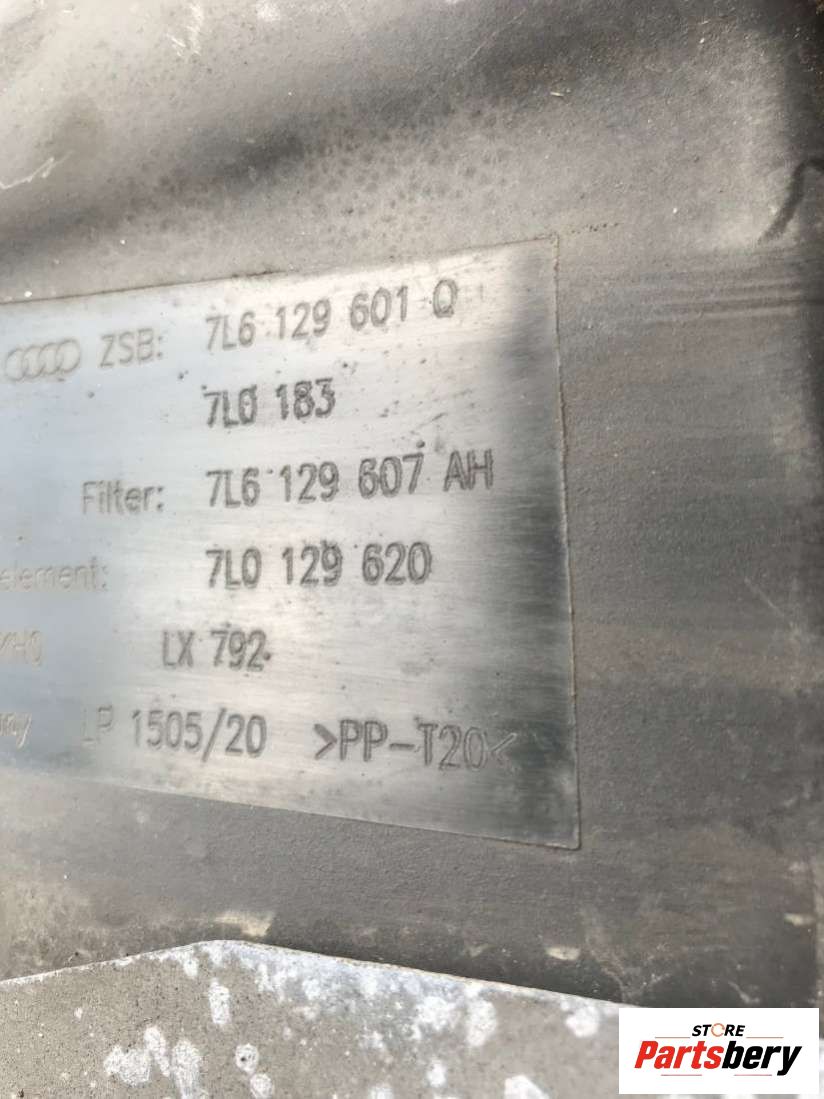 ZSB: 7L6 129 601 Q
7L0 183
Filter: 7L6 129 607 AH
element: 7L0 129 620
LX 792
LP 1505/20 >PP-T20<
STORE
Partsbery